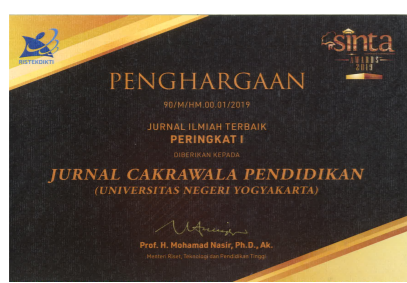 RISTEKDIKTI
sinta
AWARDS
2019
PENGHARGAAN
90/M/HM.00.01/2019
JURNAL ILMIAH TERBAIK
PERINGKAT I
DIBERIKAN KEPADA
JURNAL CAKRAWALA PENDIDIKAN
(UNIVERSITAS NEGERI YOGYAKARTA)
Prof. H. Mohamad Nasir, Ph.D., Ak.
Menteri Riset, Teknologi dan Pendidikan Tinggi